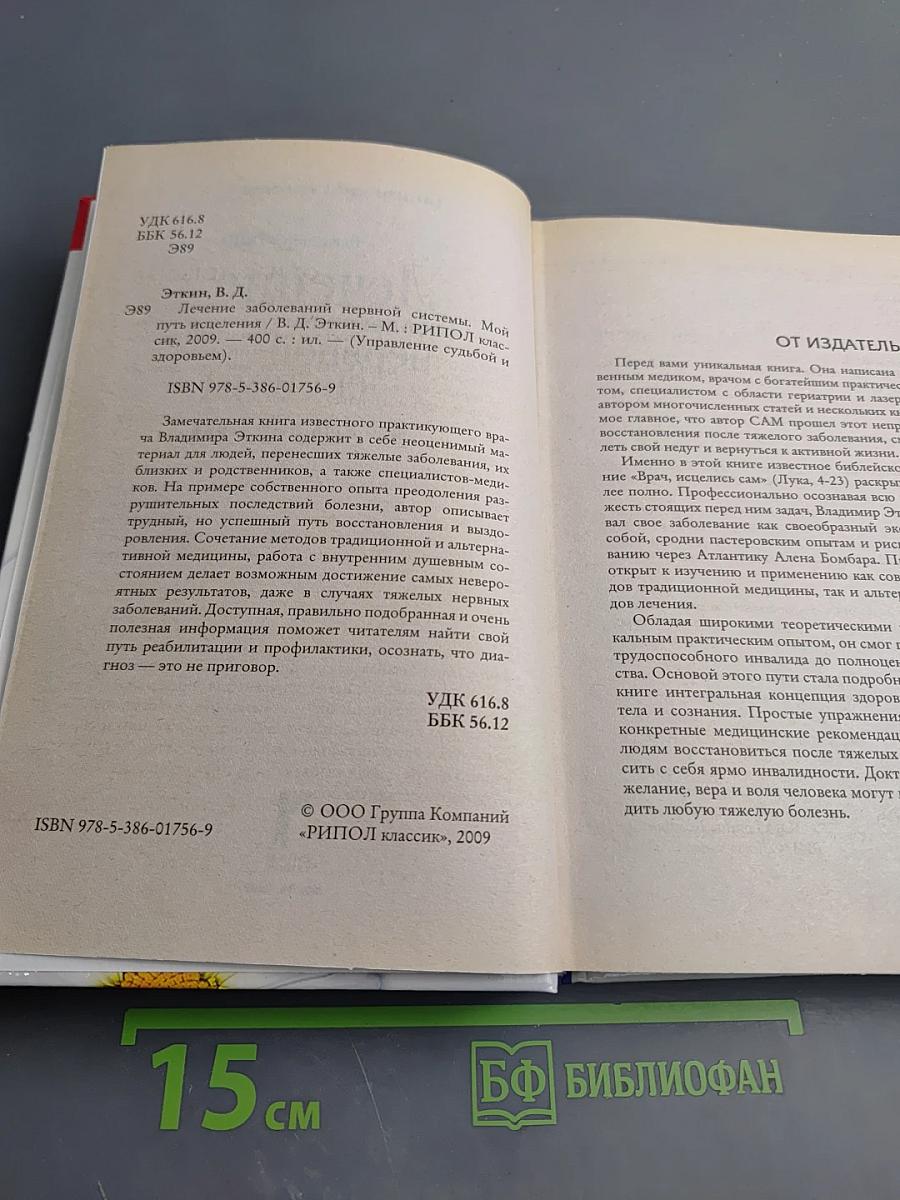 УДК 616.8
ББК 56.12
Э89
Эткин, В. Д.
Э89 Лечение заболеваний нервной системы. Мой
путь исцеления / В. Д. Эткин. – М. : РИПОЛ клас-
сик, 2009. — 400 с. : ил. — (Управление судьбой и
здоровьем).
ISBN 978-5-386-01756-9
Замечательная книга известного практикующего вра-
ча Владимира Эткина содержит в себе неоценимый ма-
териал для людей, перенесших тяжелые заболевания, их
близких и родственников, а также специалистов-меди-
ков. На примере собственного опыта преодоления раз-
рушительных последствий болезни, автор описывает
трудный, но успешный путь восстановления и выздо-
ровления. Сочетание методов традиционной и альтерна-
тивной медицины, работа с внутренним душевным со-
стоянием делает возможным достижение самых неверо-
ятных результатов, даже в случаях тяжелых нервных
заболеваний. Доступная, правильно подобранная и очень
полезная информация поможет читателям найти свой
путь реабилитации и профилактики, осознать, что диа-
гноз — это не приговор.
УДК 616.8
ББК 56.12
ISBN 978-5-386-01756-9
© ООО Группа Компаний
«РИПОЛ классик», 2009
ОТ ИЗДАТЕЛЬ
Перед вами уникальная книга. Она написана
венным медиком, врачом с богатейшим практичес
том, специалистом с области гериатрии и лазер
автором многочисленных статей и нескольких кн
мое главное, что автор САМ прошел этот непр
восстановления после тяжелого заболевания, с
леть свой недуг и вернуться к активной жизни.
Именно в этой книге известное библейско
ние «Врач, исцелись сам» (Лука, 4-23) раскры
лее полно. Профессионально осознавая всю
жесть стоящих перед ним задач, Владимир Эт
вал свое заболевание как своеобразный эк
собой, сродни пастеровским опытам и риск
ванию через Атлантику Алена Бомбара. П
открыт к изучению и применению как сов
дов традиционной медицины, так и альтер
дов лечения.
Обладая широкими теоретическими
кальным практическим опытом, он смог п
трудоспособного инвалида до полноцен
ства. Основой этого пути стала подробн
книге интегральная концепция здоров
тела и сознания. Простые упражнения
конкретные медицинские рекомендац
людям восстановиться после тяжелых
сить с себя ярмо инвалидности. Докт
желание, вера и воля человека могут
дить любую тяжелую болезнь.
15 см
БФ БИБЛИОФАН